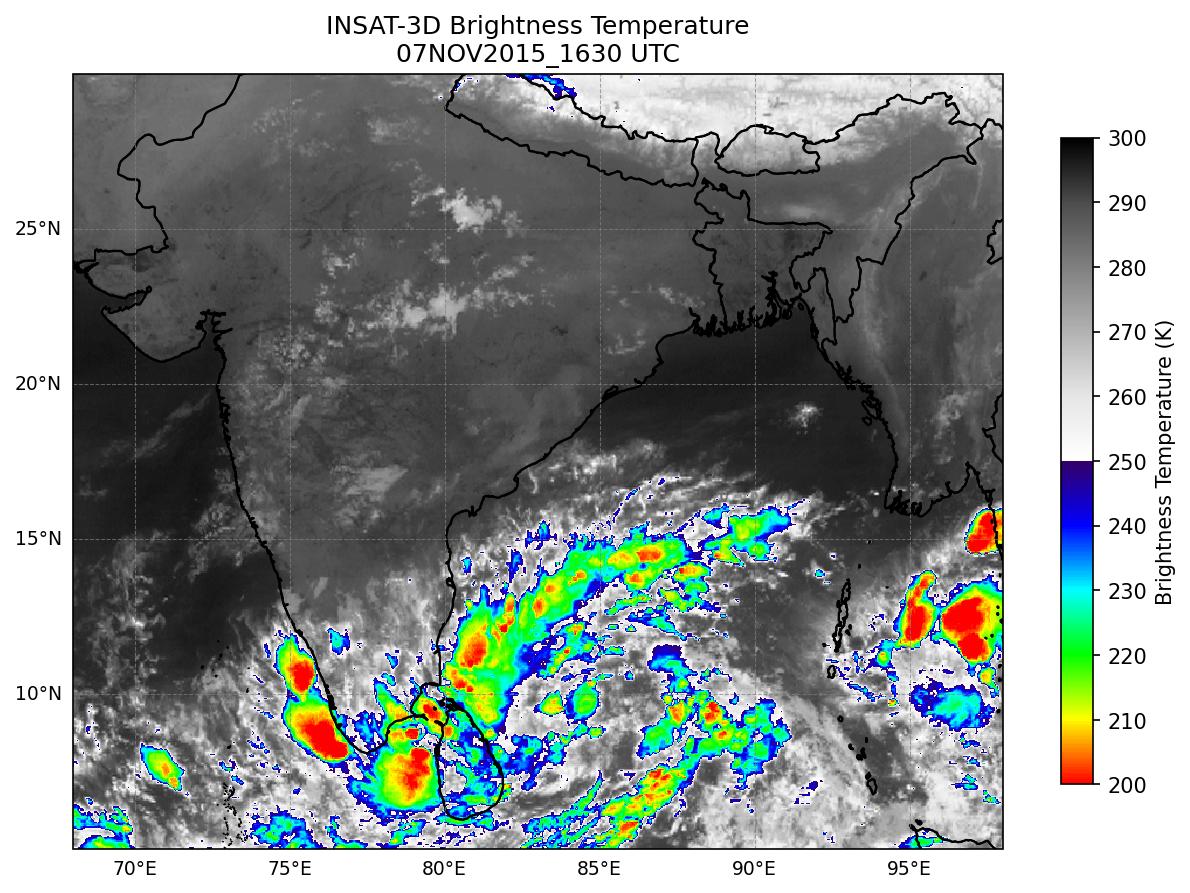 INSAT-3D Brightness Temperature
07NOV2015_1630 UTC
25°N
20°N
15°N
10°N
70°E
75°E
80°E
85°E
90°E
95°E
300
290
280
270
260
250
240
230
220
210
200
Brightness Temperature (K)